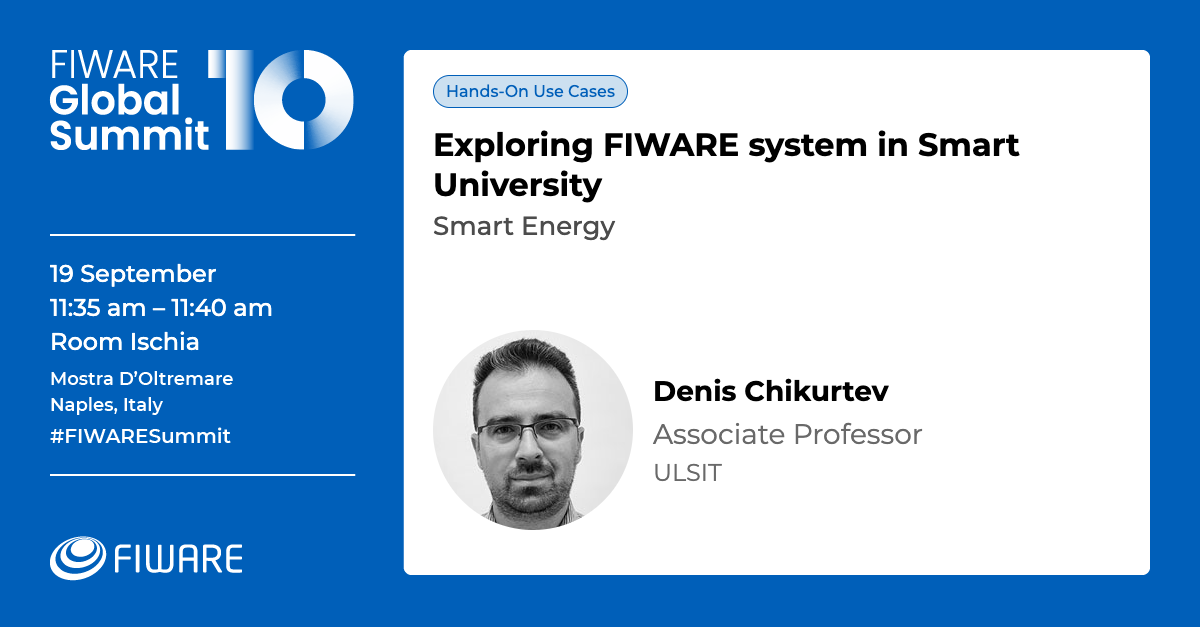 FIWARE
Global
Summit
10
19 September
11:35 am – 11:40 am
Room Ischia
Mostra D’Oltremare
Naples, Italy
#FIWARESummit
FIWARE
Hands-On Use Cases
Exploring FIWARE system in Smart
University
Smart Energy
Denis Chikurtev
Associate Professor
ULSIT